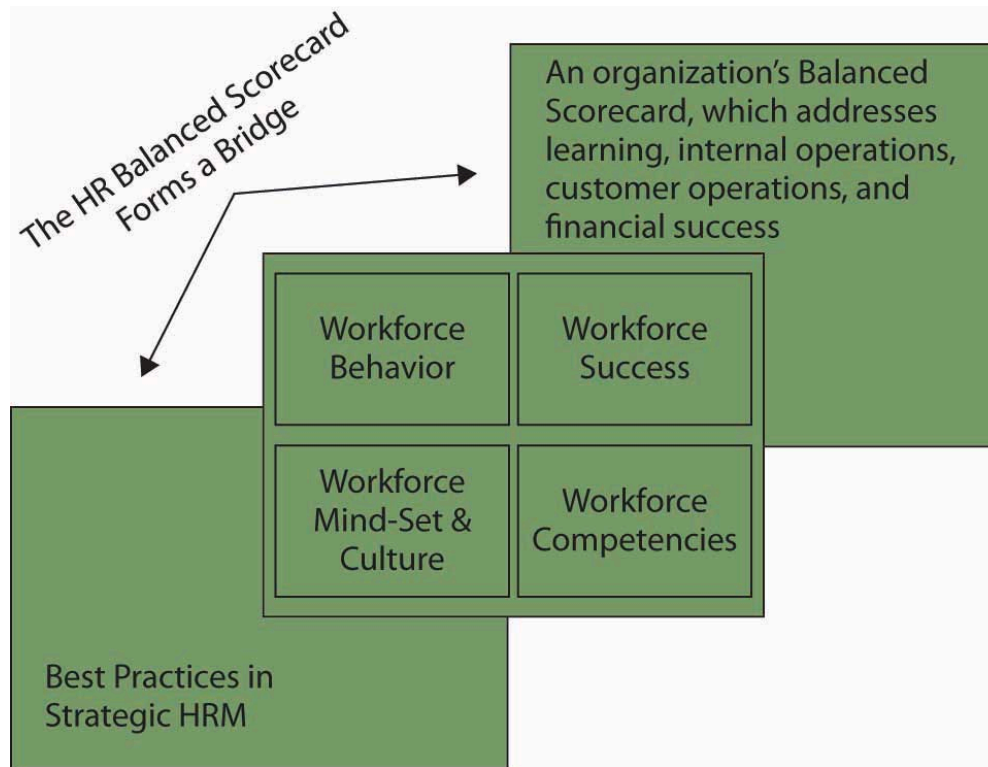 The HR Balanced Scorecard
Forms a Bridge
An organization's Balanced
Scorecard, which addresses
learning, internal operations,
customer operations, and
financial success
Workforce
Behavior
Workforce
Success
Workforce
Mind-Set &
Culture
Workforce
Competencies
Best Practices in
Strategic HRM